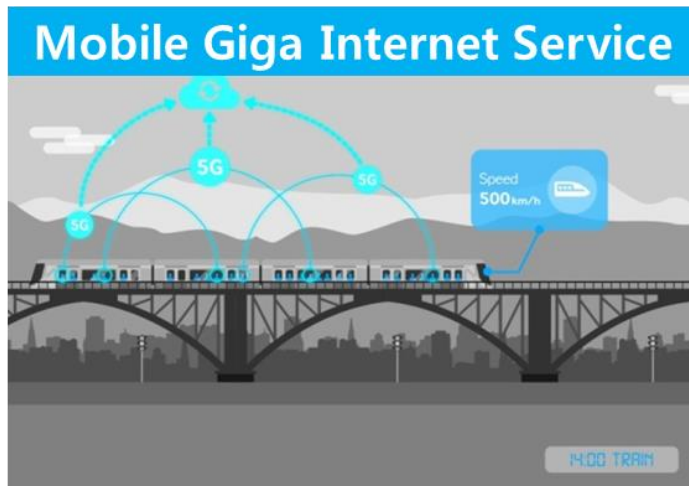 Mobile Giga Internet Service
5G
5G
5G
Speed
500km/h
14:00 TRAIN